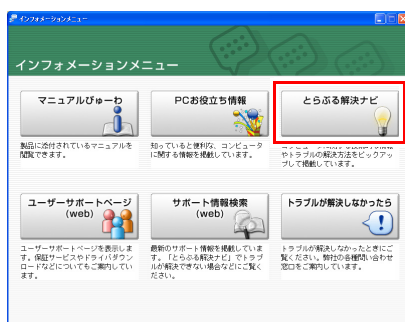 インフォメーションメニュー
インフォメーションメニュー
マニュアルびゅーわ
PCお役立ち情報
とらぶる解決ナビ
製品に添付されているマニュアルを
閲覧できます。
知っていると便利な、コンピュータ
に関する情報を掲載しています。
やトラブルの解決方法をピックアッ
プして掲載しています。
ユーザーサポートページ
(web)
サポート情報検索
(web)
トラブルが解決しなかったら
ユーザーサポートページを表示しま
す。保証サービスやドライバダウン
ロードなどについてもご案内してい
ます。
最新のサポート情報を掲載していま
す。「とらぶる解決ナビ」でトラブ
ルが解決できない場合などにご覧く
ださい。
トラブルが解決しなかったときにご
覧ください。弊社の各種問い合わせ
窓口をご案内しています。